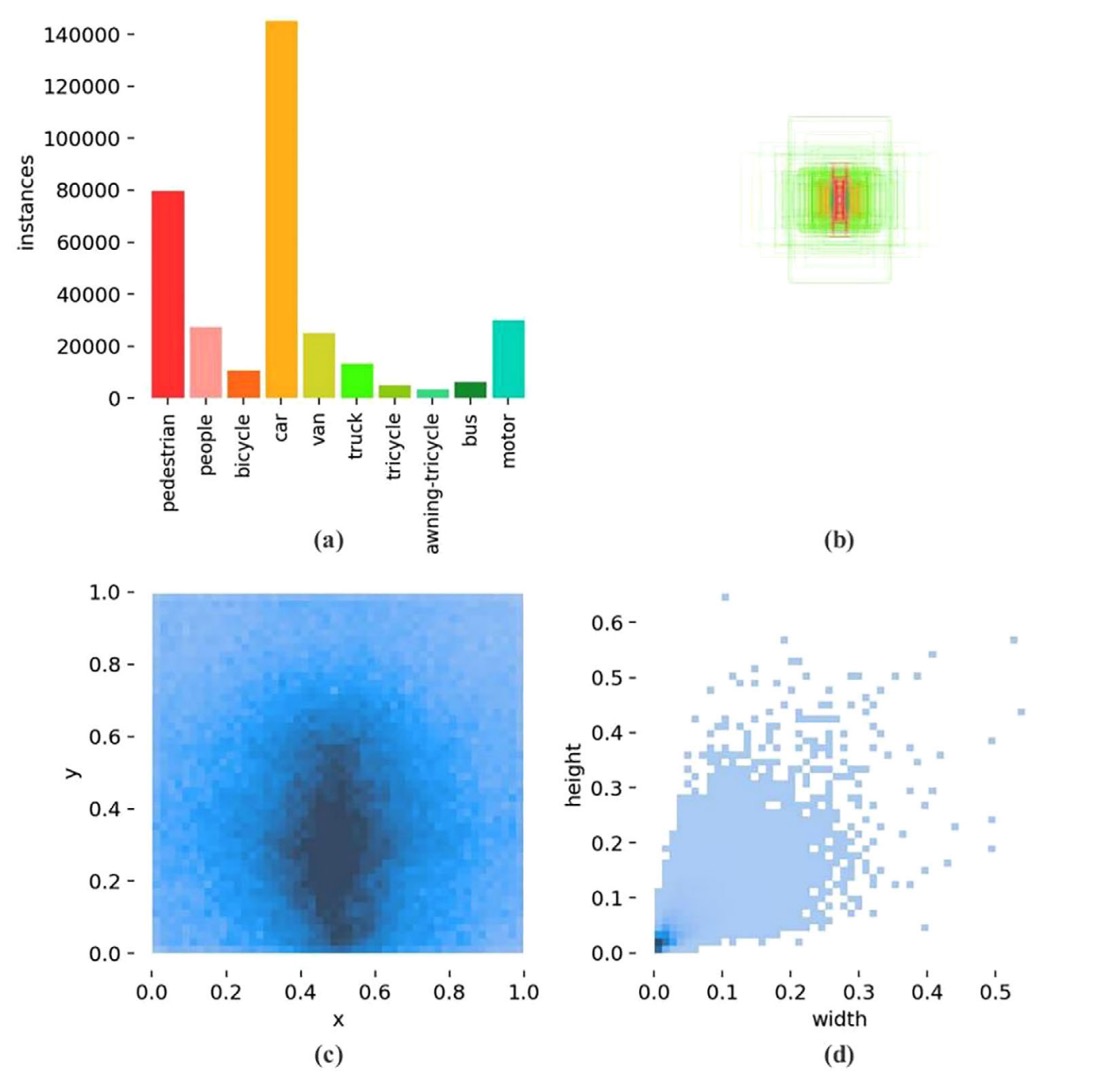 140000
120000
100000
80000
60000
40000
20000
0
instances
pedestrian
people
bicycle
car
van
truck
tricycle
awning-tricycle
bus
motor
(a)
(b)
1.0
0.8
0.6
0.4
0.2
0.0
y
0.0 0.2 0.4 0.6 0.8 1.0
x
(c)
0.6
0.5
0.4
0.3
0.2
0.1
0.0
height
0.0 0.1 0.2 0.3 0.4 0.5
width
(d)